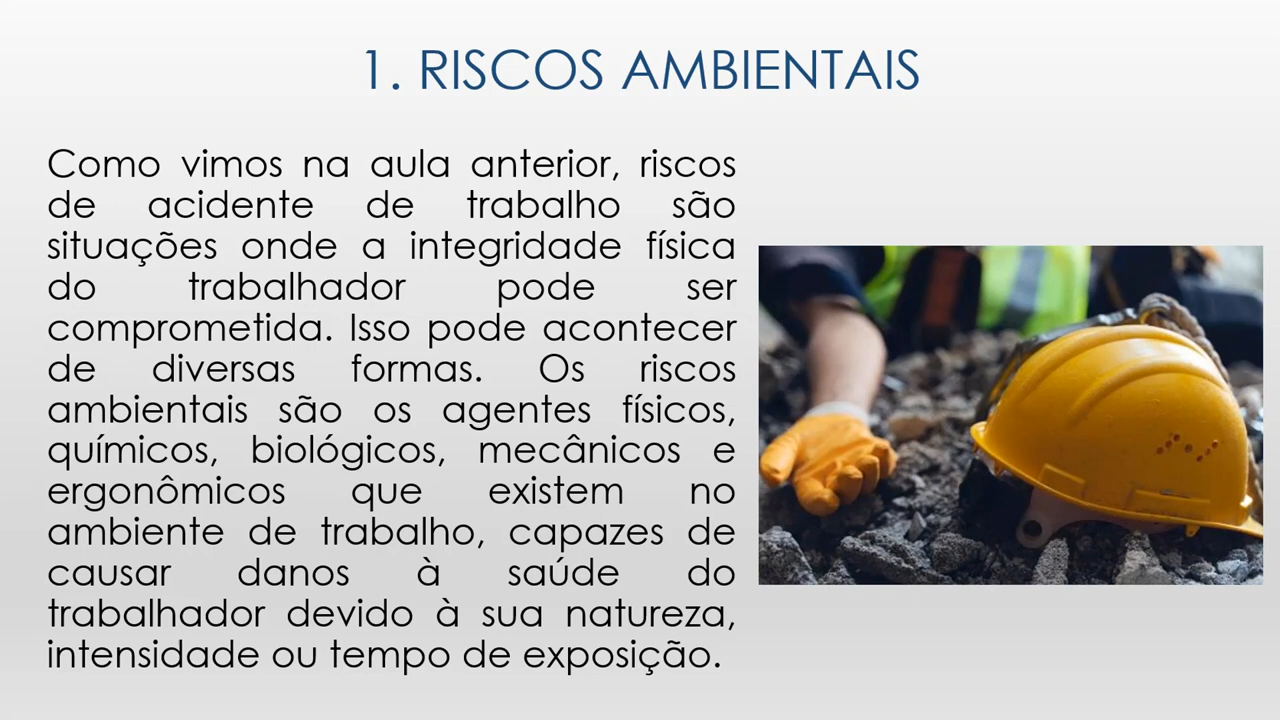 1. RISCOS AMBIENTAIS
Como vimos na aula anterior, riscos
de acidente de trabalho são
situações onde a integridade física
do trabalhador pode ser
comprometida. Isso pode acontecer
de diversas formas. Os riscos
ambientais são os agentes físicos,
químicos, biológicos, mecânicos e
ergonômicos que existem no
ambiente de trabalho, capazes de
causar danos à saúde do
trabalhador devido à sua natureza,
intensidade ou tempo de exposição.